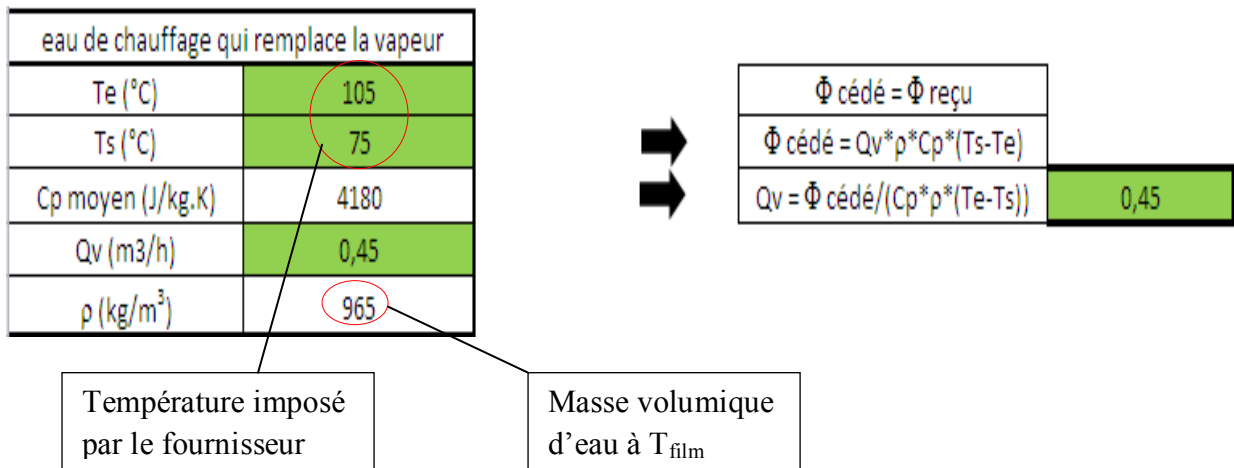 eau de chauffage qui remplace la vapeur
Te (°C) 105
Ts (°C) 75
Cp moyen (J/kg.K) 4180
Qv (m3/h) 0,45
ρ (kg/m³) 965
Φ cédé = Φ reçu
Φ cédé = Qv*ρ*Cp*(Ts-Te)
Qv = Φ cédé/(Cp*ρ*(Te-Ts)) 0,45
Température imposé
par le fournisseur
Masse volumique
d'eau à Tfilm